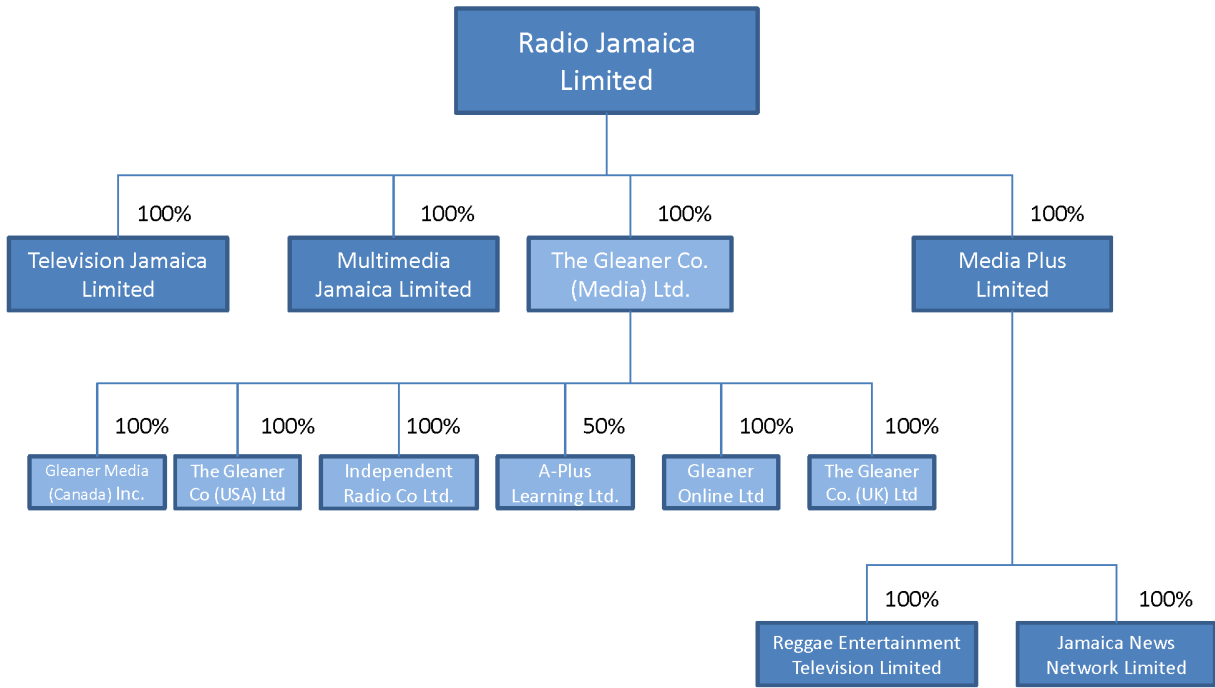 Radio Jamaica
Limited
100%
100%
100%
100%
Television Jamaica
Limited
Multimedia
Jamaica Limited
The Gleaner Co.
(Media) Ltd.
Media Plus
Limited
100%
100%
100%
50%
100%
100%
Gleaner Media
(Canada) Inc.
The Gleaner
Co (USA) Ltd
Independent
Radio Co Ltd.
A-Plus
Learning Ltd.
Gleaner
Online Ltd
The Gleaner
Co. (UK) Ltd
100%
100%
Reggae Entertainment
Television Limited
Jamaica News
Network Limited